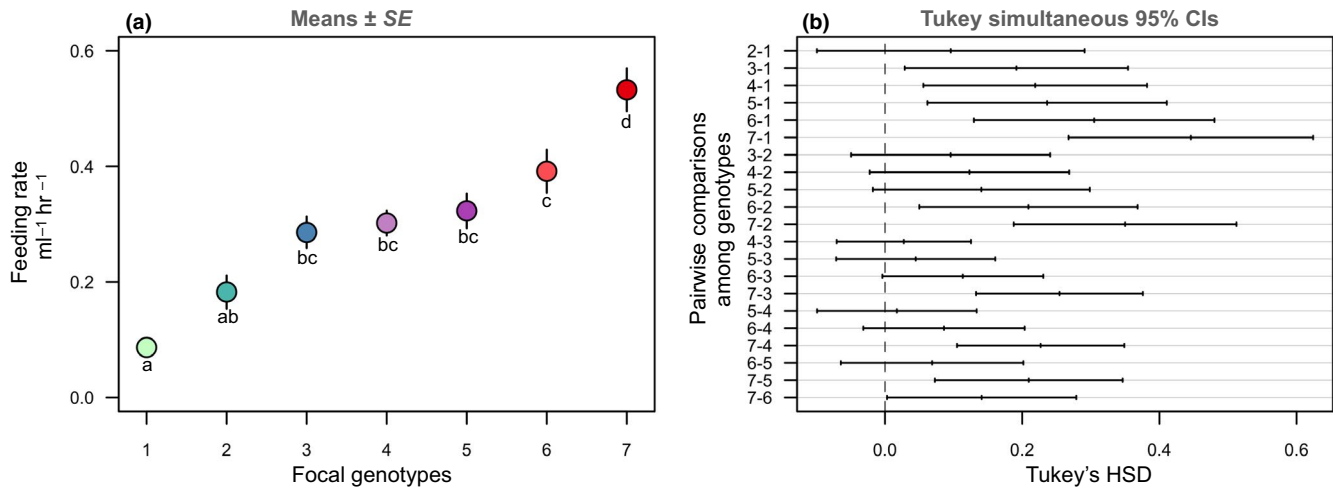 (a)
Means ± SE
0.6
0.4
0.2
0.0
Feeding rate
ml⁻¹ hr⁻¹
a
ab
bc
bc
bc
c
d
1 2 3 4 5 6 7
Focal genotypes
(b)
Tukey simultaneous 95% CIs
Pairwise comparisons
among genotypes
2-1
3-1
4-1
5-1
6-1
7-1
3-2
4-2
5-2
6-2
7-2
4-3
5-3
6-3
7-3
5-4
6-4
7-4
6-5
7-5
7-6
0.0 0.2 0.4 0.6
Tukey's HSD